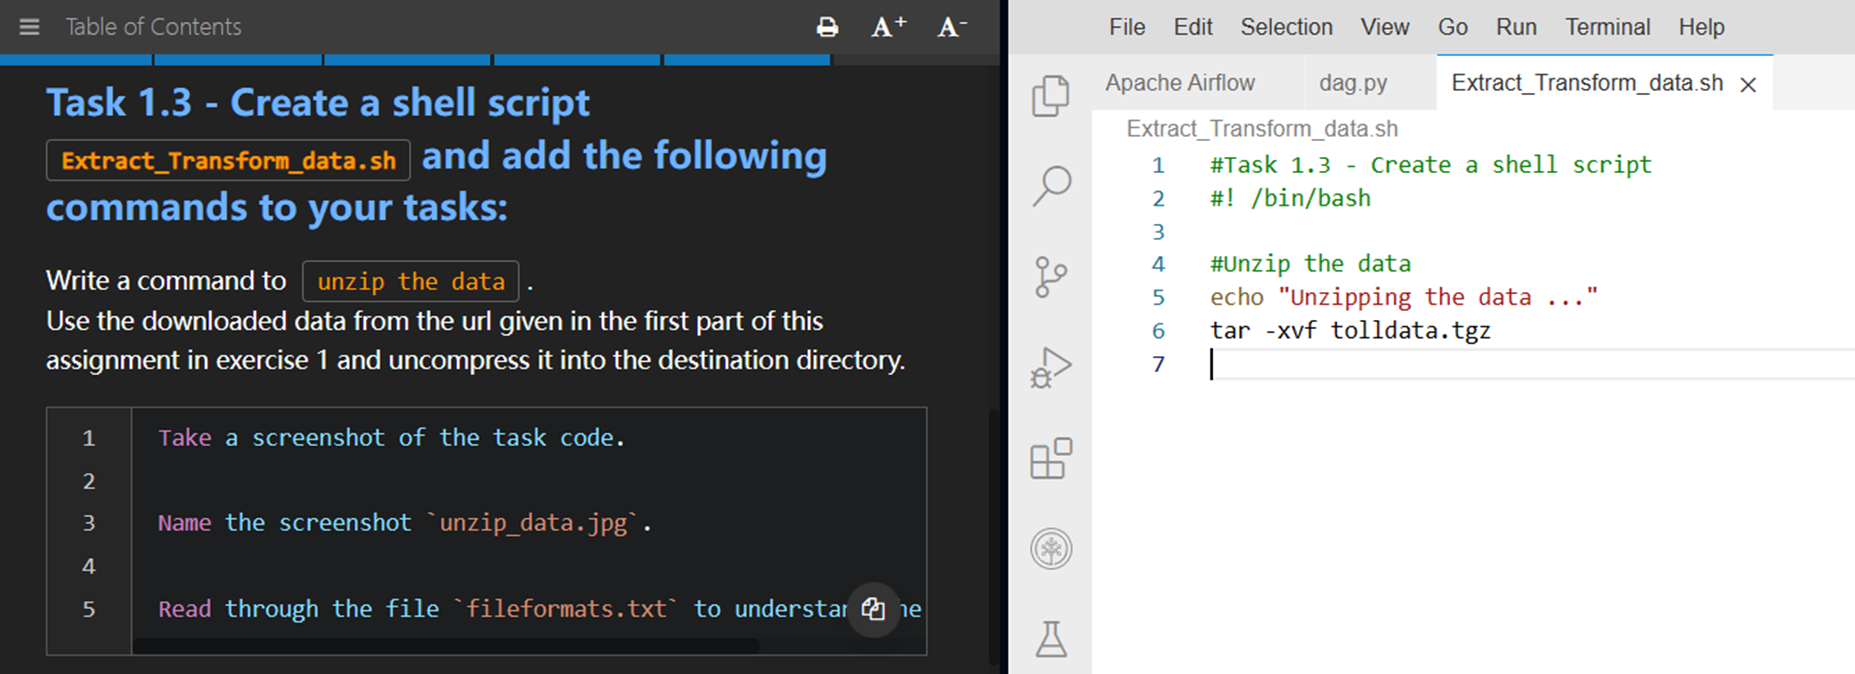 Table of Contents
A+ A-
Task 1.3 - Create a shell script
Extract_Transform_data.sh and add the following
commands to your tasks:
Write a command to unzip the data .
Use the downloaded data from the url given in the first part of this
assignment in exercise 1 and uncompress it into the destination directory.
1 Take a screenshot of the task code.
2
3 Name the screenshot `unzip_data.jpg`.
4
5 Read through the file `fileformats.txt` to understan he
File Edit Selection View Go Run Terminal Help
Apache Airflow dag.py Extract_Transform_data.sh
Extract_Transform_data.sh
1 #Task 1.3 - Create a shell script
2 #! /bin/bash
3
4 #Unzip the data
5 echo "Unzipping the data ..."
6 tar -xvf tolldata.tgz
7